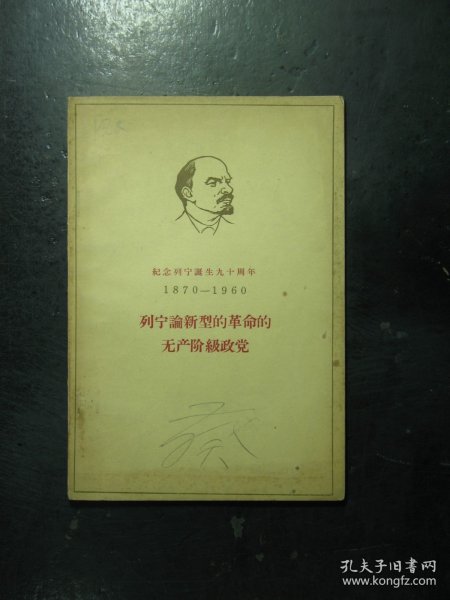 紀念列宁誕生九十周年
1870—1960
列宁論新型的革命的
无产阶級政党
孔夫子旧书网
www.kongfz.com